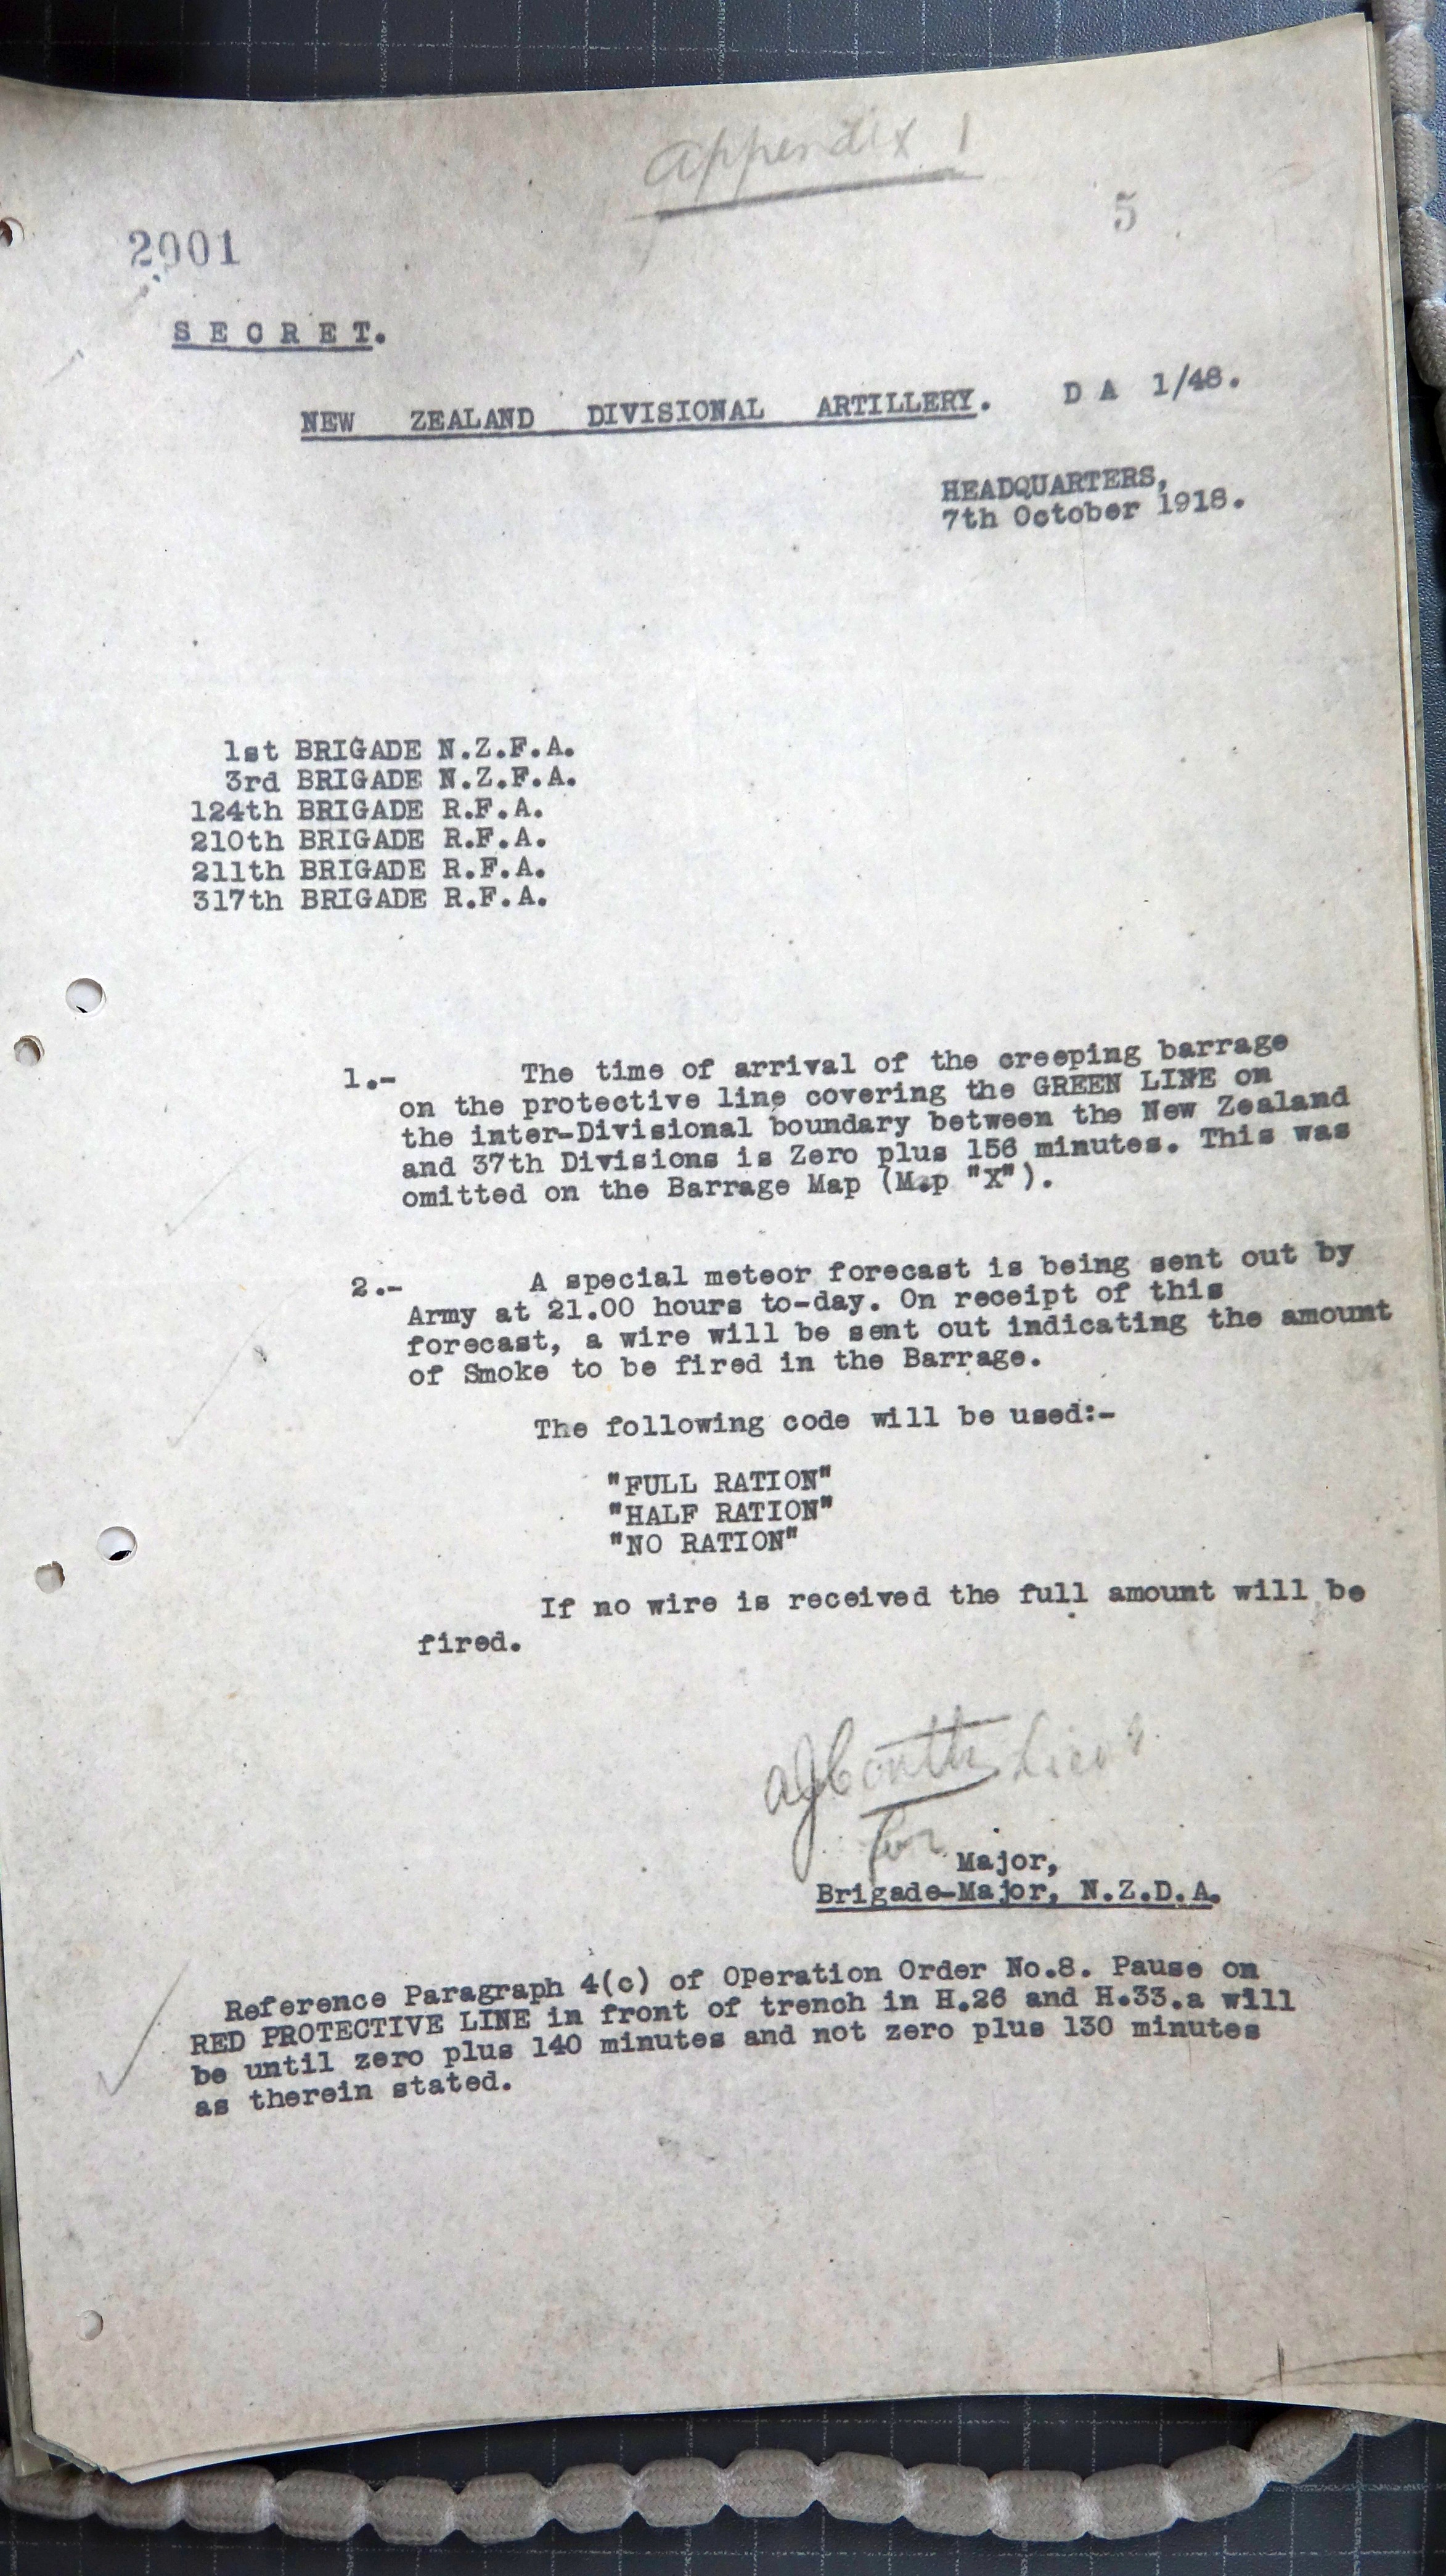 Appendix 1
5
2001
SECRET.
NEW ZEALAND DIVISIONAL ARTILLERY. D A 1/48.
HEADQUARTERS,
7th October 1918.
1st BRIGADE N.Z.F.A.
3rd BRIGADE N.Z.F.A.
124th BRIGADE R.F.A.
210th BRIGADE R.F.A.
211th BRIGADE R.F.A.
317th BRIGADE R.F.A.
1.- The time of arrival of the creeping barrage
on the protective line covering the GREEN LINE on
the inter-Divisional boundary between the New Zealand
and 37th Divisions is Zero plus 156 minutes. This was
omitted on the Barrage Map (Map "X").
2.- A special meteor forecast is being sent out by
Army at 21.00 hours to-day. On receipt of this
forecast, a wire will be sent out indicating the amount
of Smoke to be fired in the Barrage.
The following code will be used:-
"FULL RATION"
"HALF RATION"
"NO RATION"
If no wire is received the full amount will be
fired.
for
Major,
Brigade-Major, N.Z.D.A.
Reference Paragraph 4(c) of Operation Order No.8. Pause on
RED PROTECTIVE LINE in front of trench in H.26 and H.33.a will
be until zero plus 140 minutes and not zero plus 130 minutes
as therein stated.